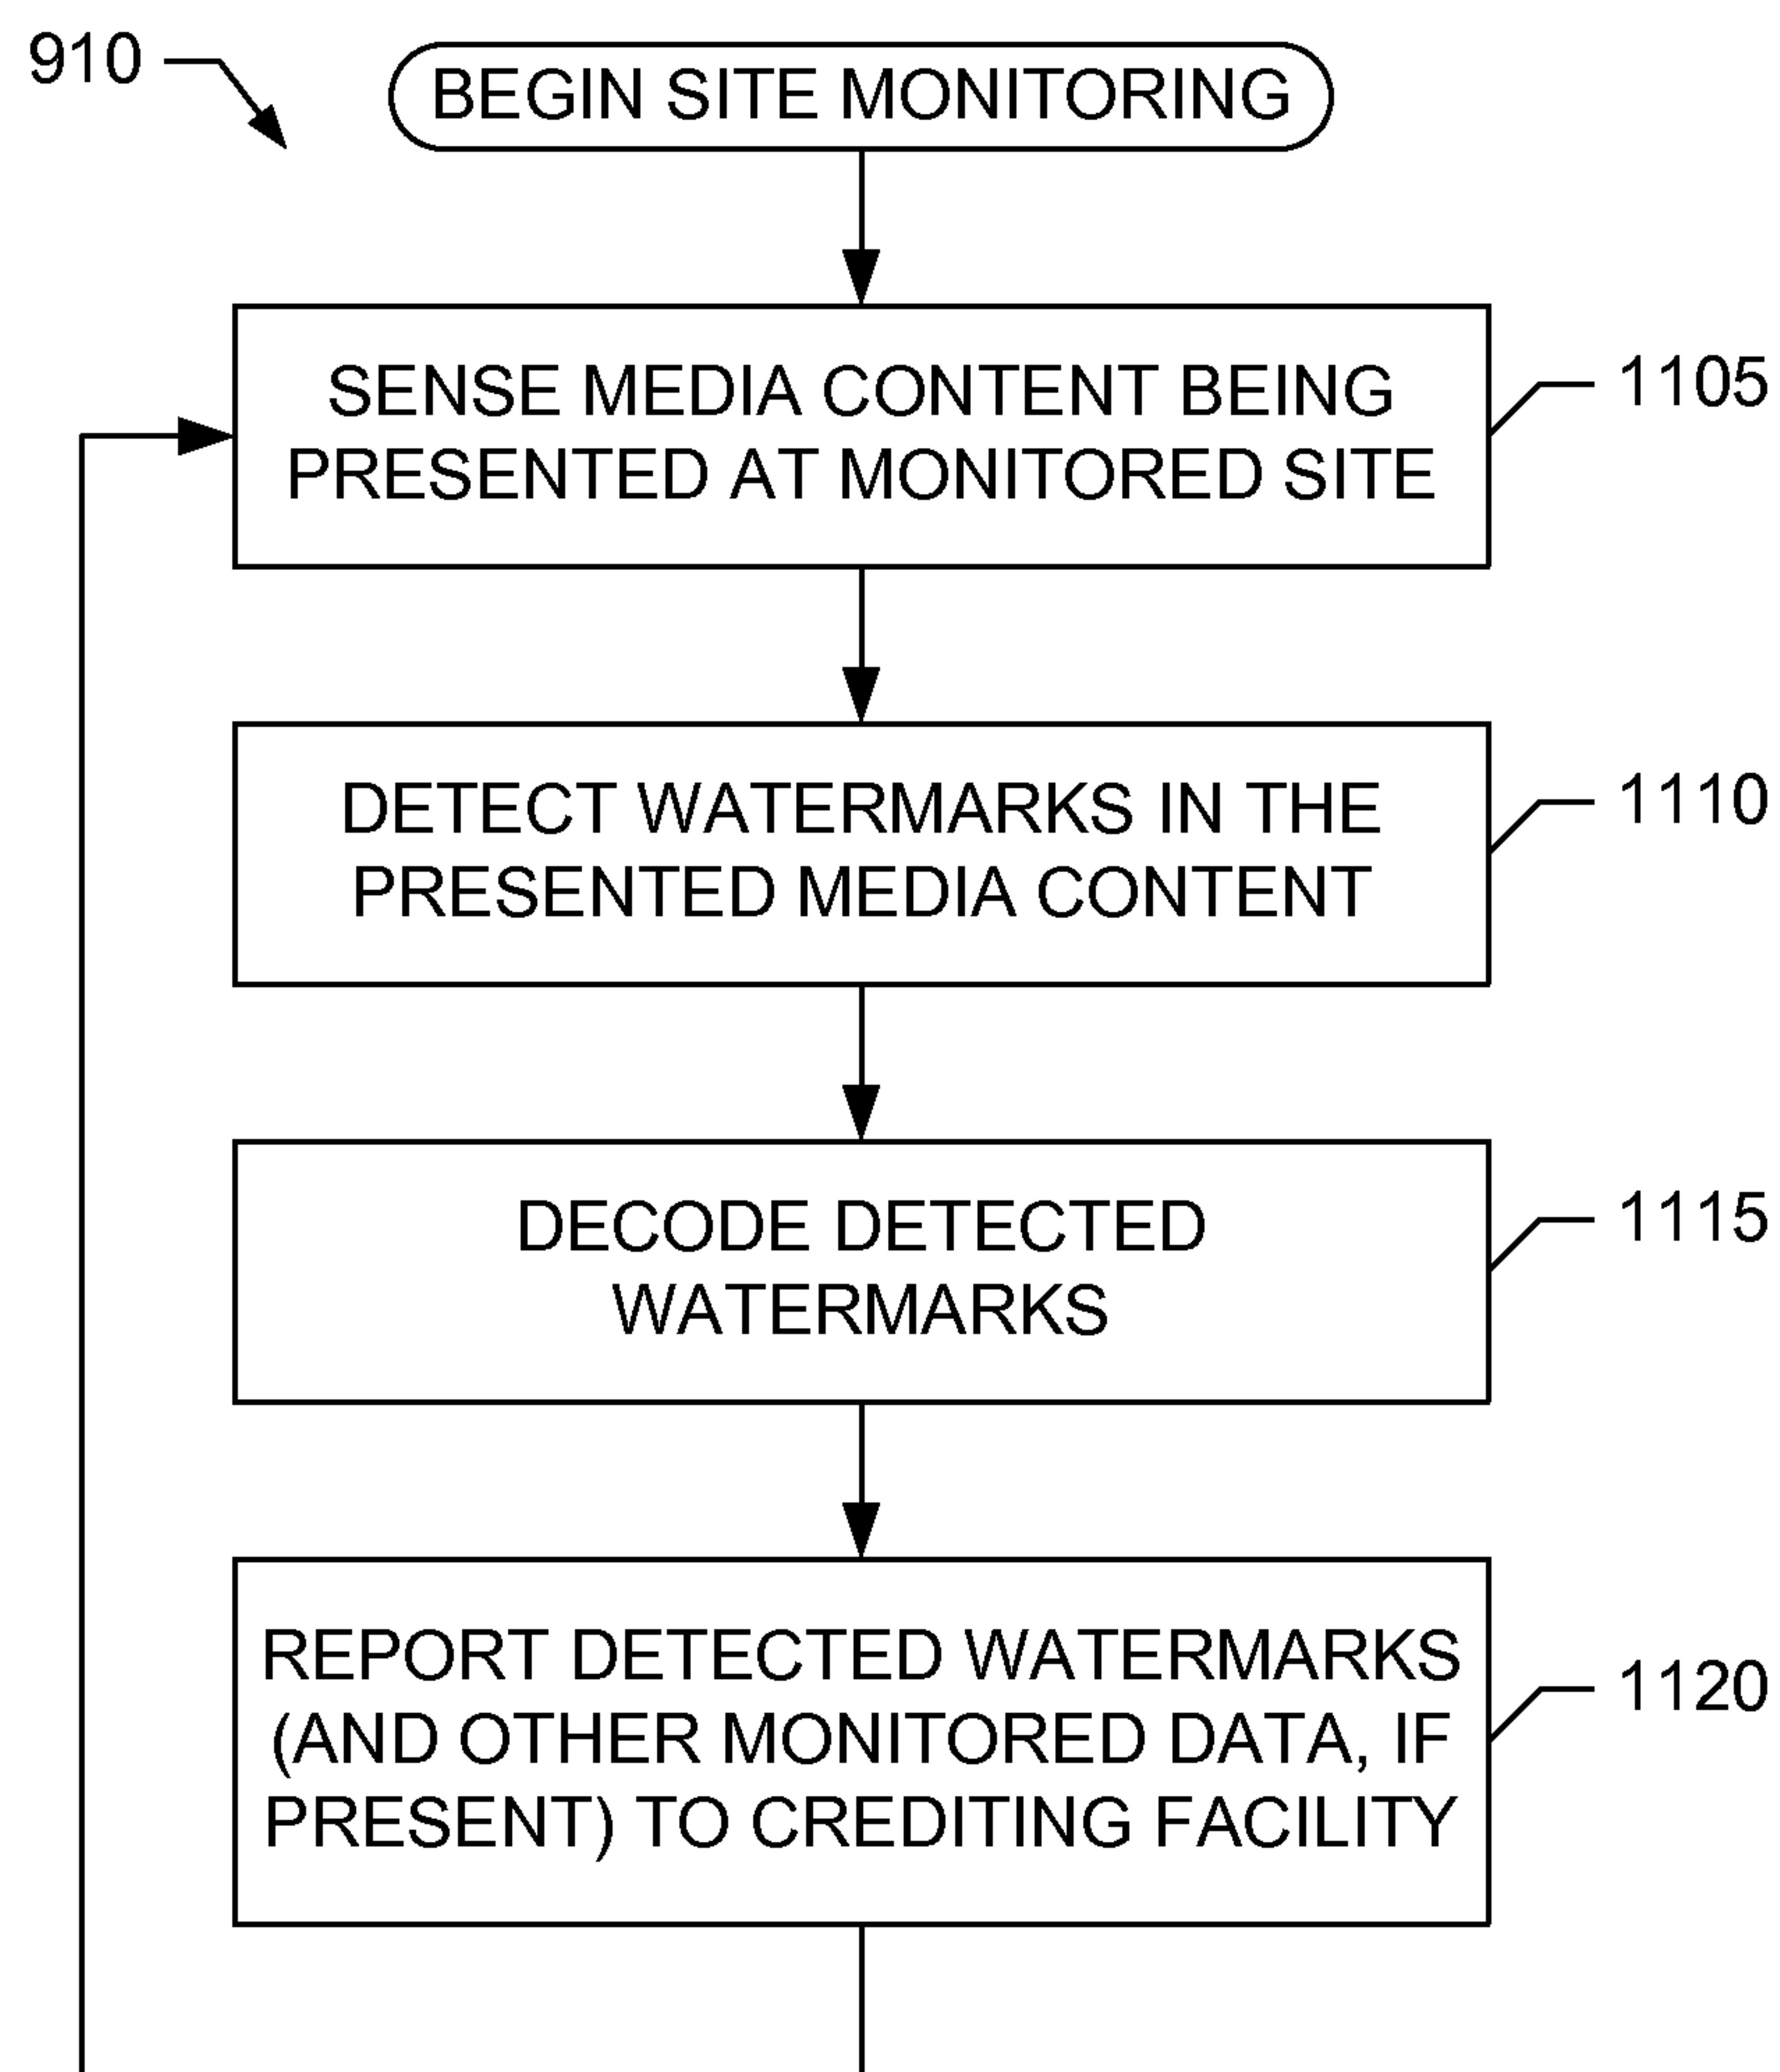 910
BEGIN SITE MONITORING
SENSE MEDIA CONTENT BEING
PRESENTED AT MONITORED SITE
1105
DETECT WATERMARKS IN THE
PRESENTED MEDIA CONTENT
1110
DECODE DETECTED
WATERMARKS
1115
REPORT DETECTED WATERMARKS
(AND OTHER MONITORED DATA, IF
PRESENT) TO CREDITING FACILITY
1120